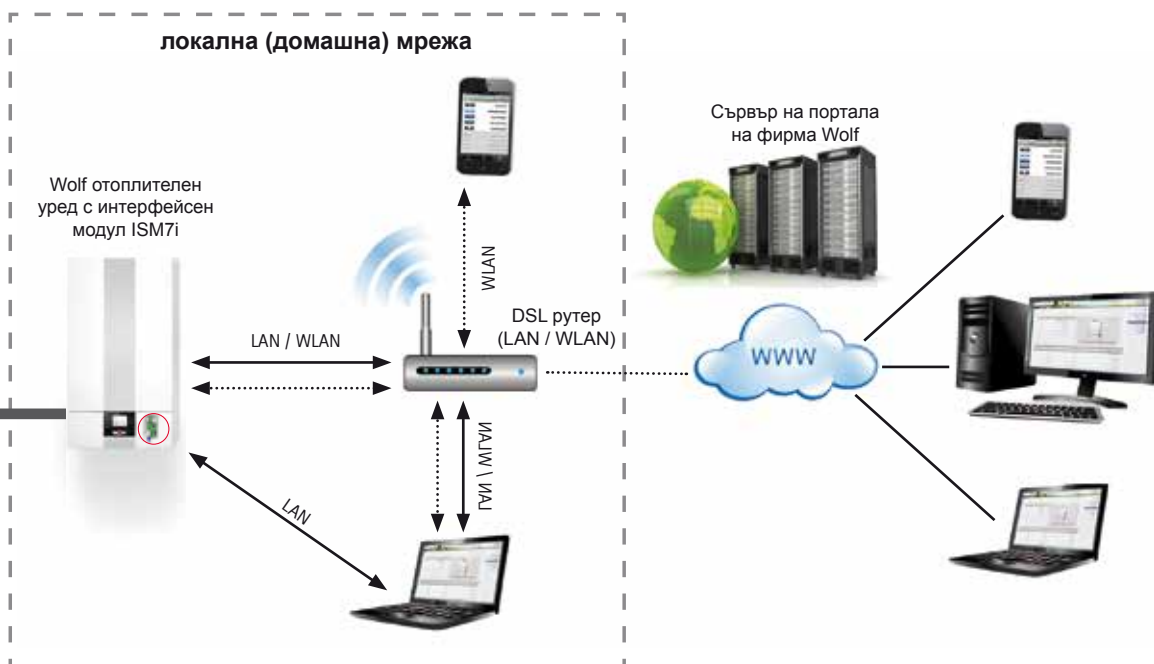 локална (домашна) мрежа
Сървър на портала
на фирма Wolf
Wolf отоплителен
уред с интерфейсен
модул ISM7i
WLAN
DSL рутер
(LAN / WLAN)
LAN / WLAN
WWW
LAN / WLAN
LAN